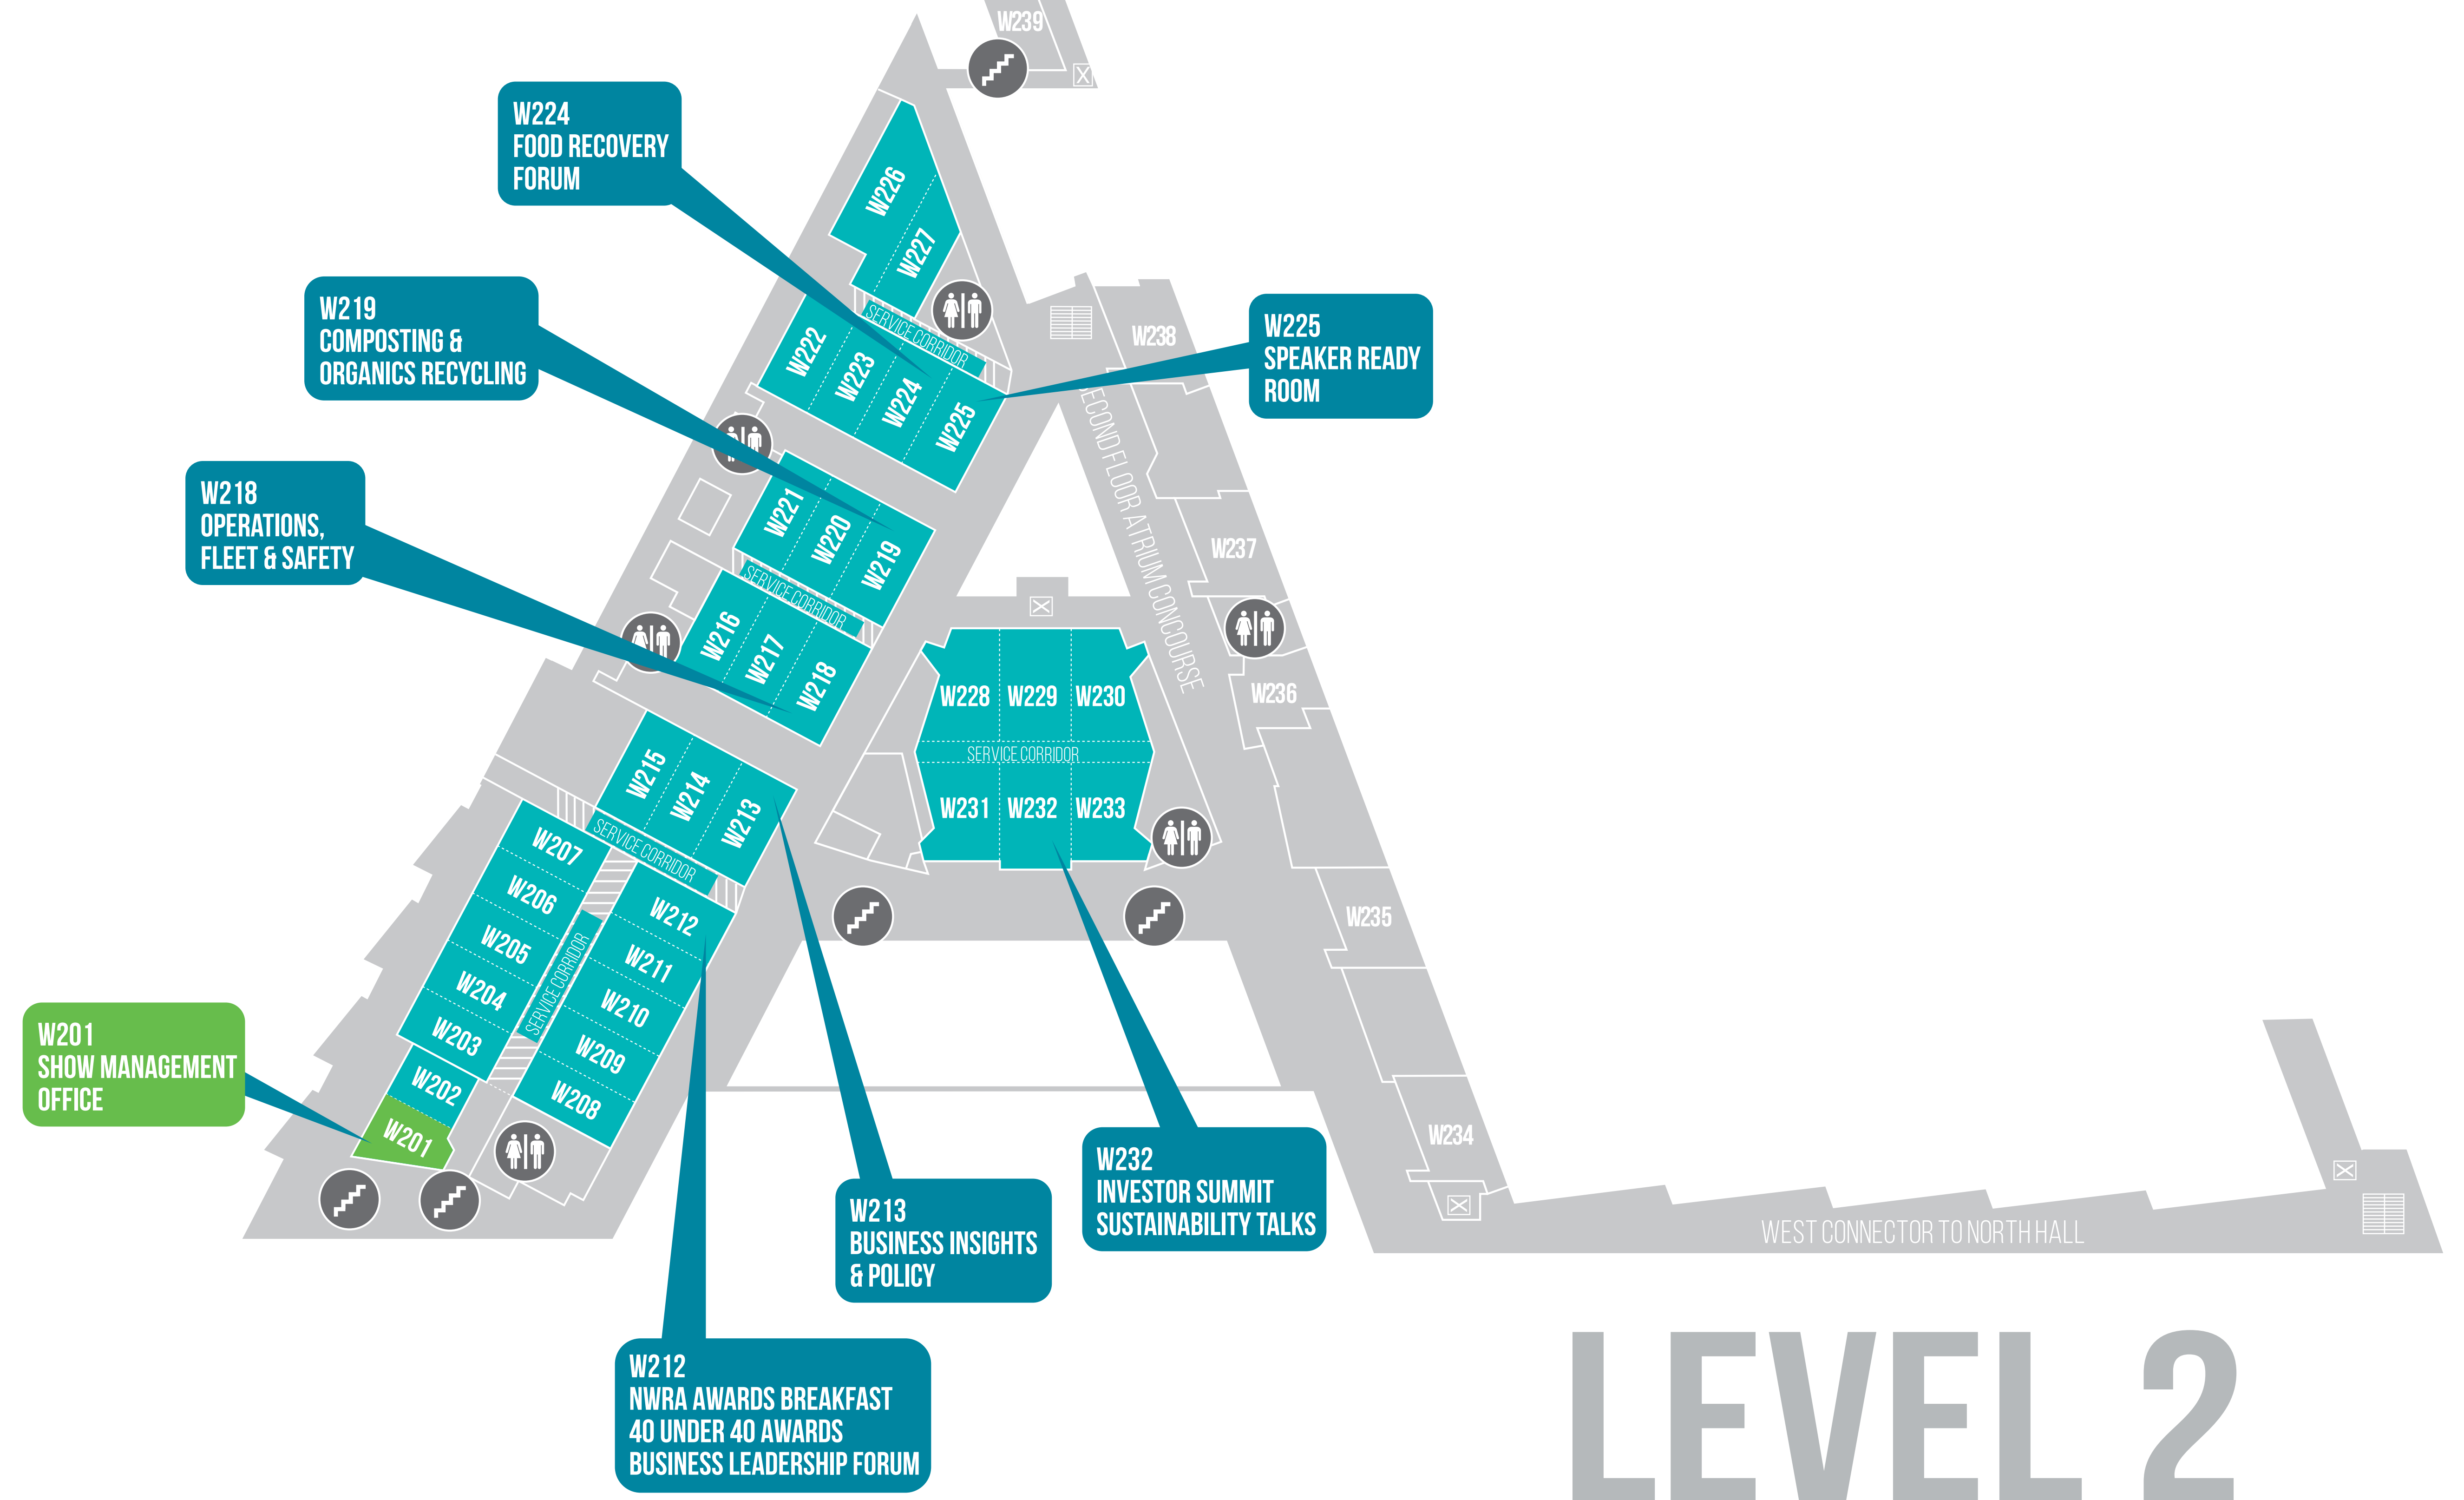 W239
W224
FOOD RECOVERY
FORUM
W226
W227
SERVICE CORRIDOR
W219
COMPOSTING &
ORGANICS RECYCLING
W222
W223
W224
W225
W238
W225
SPEAKER READY
ROOM
W218
OPERATIONS,
FLEET & SAFETY
W221
W220
W219
SERVICE CORRIDOR
W216
W217
W218
ECOND FLOOR ATRIUM CONCOURSE
W237
W236
W228
W229
W230
SERVICE CORRIDOR
W231
W232
W233
W215
W214
W213
SERVICE CORRIDOR
W207
W206
W205
W204
W203
W202
W201
SERVICE CORRIDOR
W212
W211
W210
W209
W208
W235
W234
W201
SHOW MANAGEMENT
OFFICE
W232
INVESTOR SUMMIT
SUSTAINABILITY TALKS
W213
BUSINESS INSIGHTS
& POLICY
WEST CONNECTOR TO NORTH HALL
W212
NWRA AWARDS BREAKFAST
40 UNDER 40 AWARDS
BUSINESS LEADERSHIP FORUM
LEVEL 2